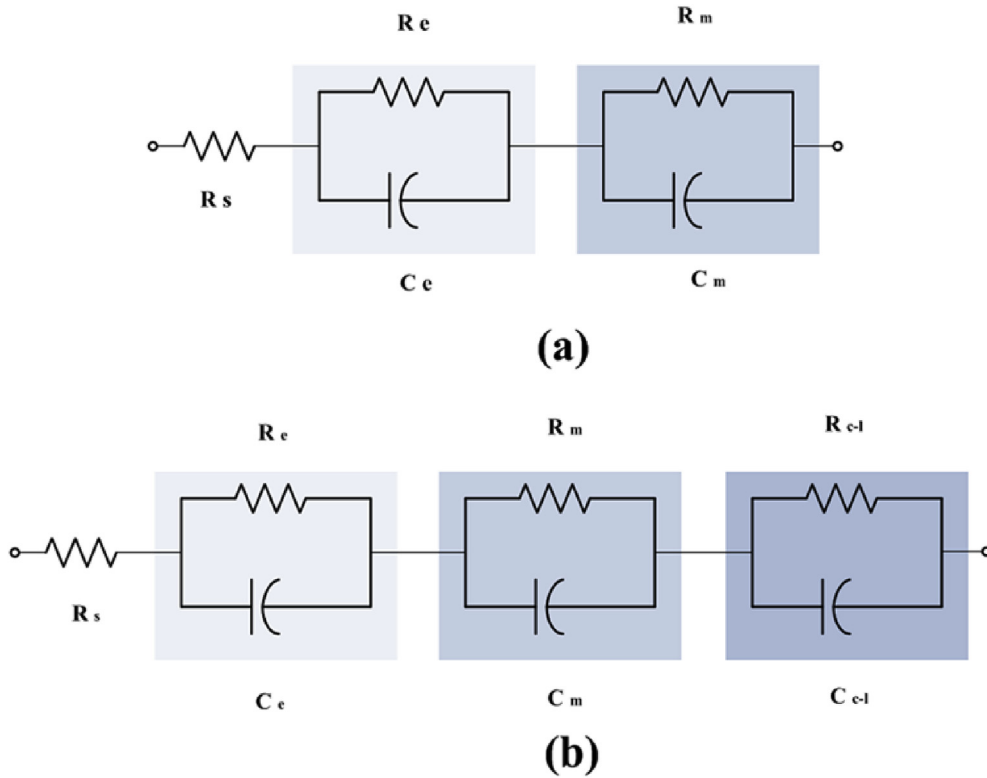 R e R m
R s
C e C m
(a)
R e R m R c-l
R s
C e C m C c-l
(b)